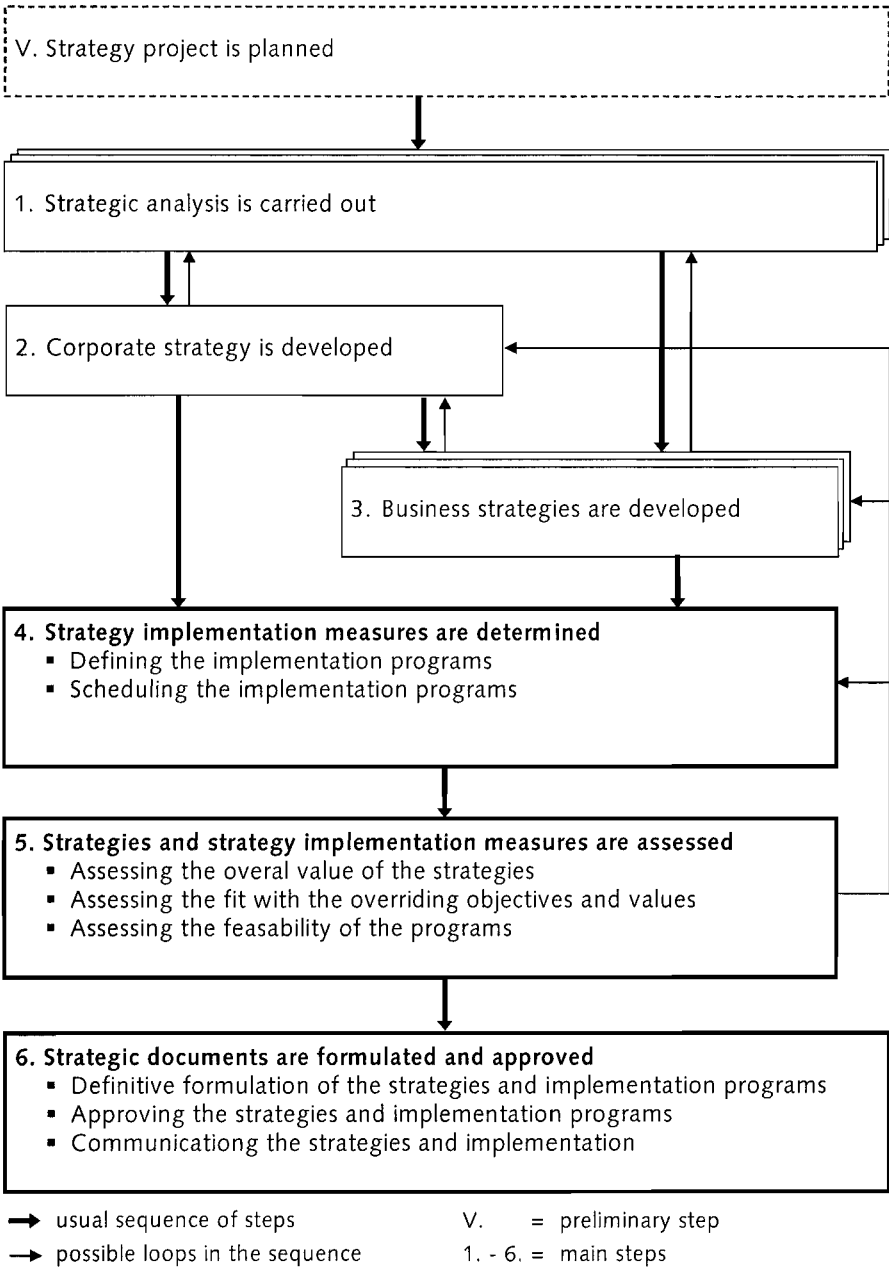 V. Strategy project is planned
1. Strategic analysis is carried out
2. Corporate strategy is developed
3. Business strategies are developed
4. Strategy implementation measures are determined
▪ Defining the implementation programs
▪ Scheduling the implementation programs
5. Strategies and strategy implementation measures are assessed
▪ Assessing the overal value of the strategies
▪ Assessing the fit with the overriding objectives and values
▪ Assessing the feasability of the programs
6. Strategic documents are formulated and approved
▪ Definitive formulation of the strategies and implementation programs
▪ Approving the strategies and implementation programs
▪ Communicationg the strategies and implementation
→ usual sequence of steps V. = preliminary step
→ possible loops in the sequence 1. - 6. = main steps